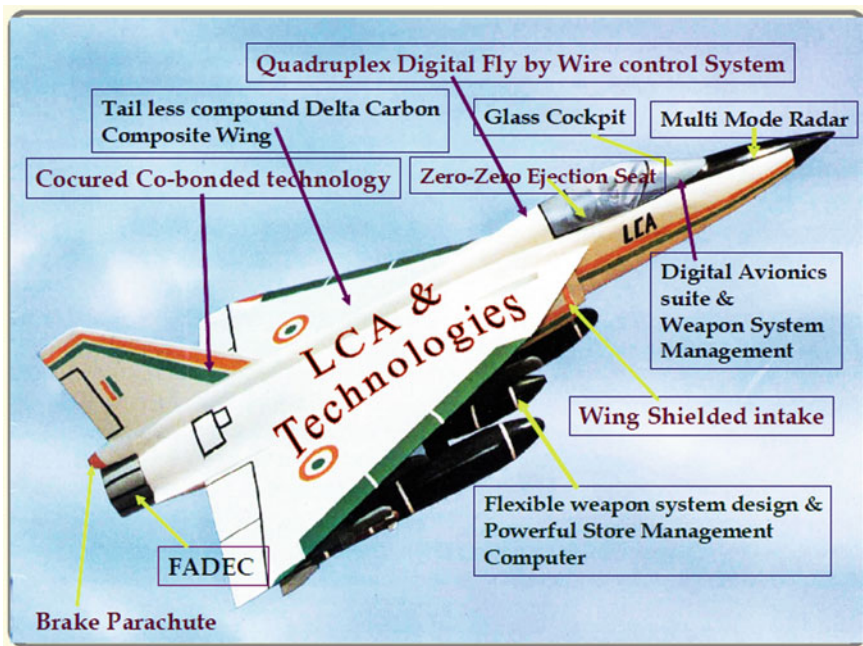 Quadruplex Digital Fly by Wire control System
Tail less compound Delta Carbon
Composite Wing
Glass Cockpit
Multi Mode Radar
Cocured Co-bonded technology
Zero-Zero Ejection Seat
LCA
Digital Avionics
suite &
Weapon System
Management
LCA &
Technologies
Wing Shielded intake
Flexible weapon system design &
Powerful Store Management
Computer
FADEC
Brake Parachute